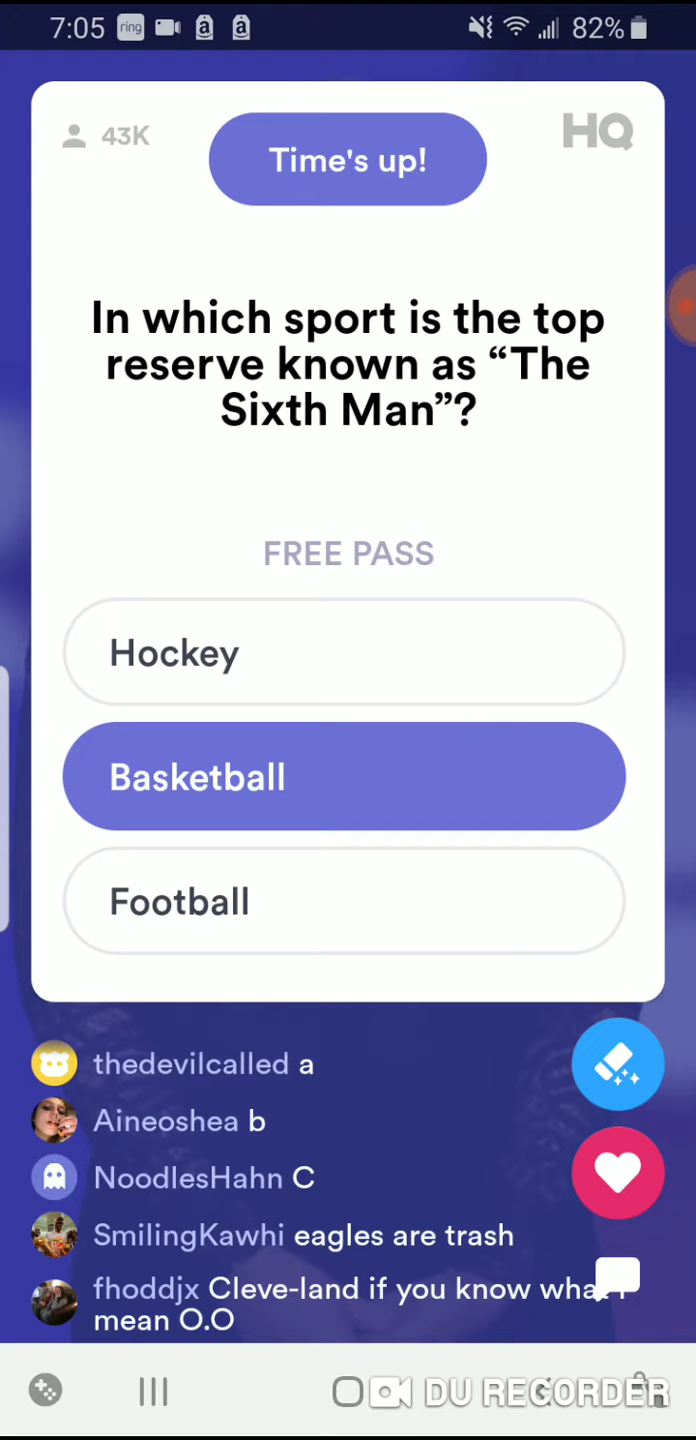 7:05 ring a a 82%
43K
Time's up!
HQ
In which sport is the top
reserve known as “The
Sixth Man”?
FREE PASS
Hockey
Basketball
Football
thedevilcalled a
Aineoshea b
NoodlesHahn C
SmilingKawhi eagles are trash
fhoddjx Cleve-land if you know what I
mean O.O
DU RECORDER